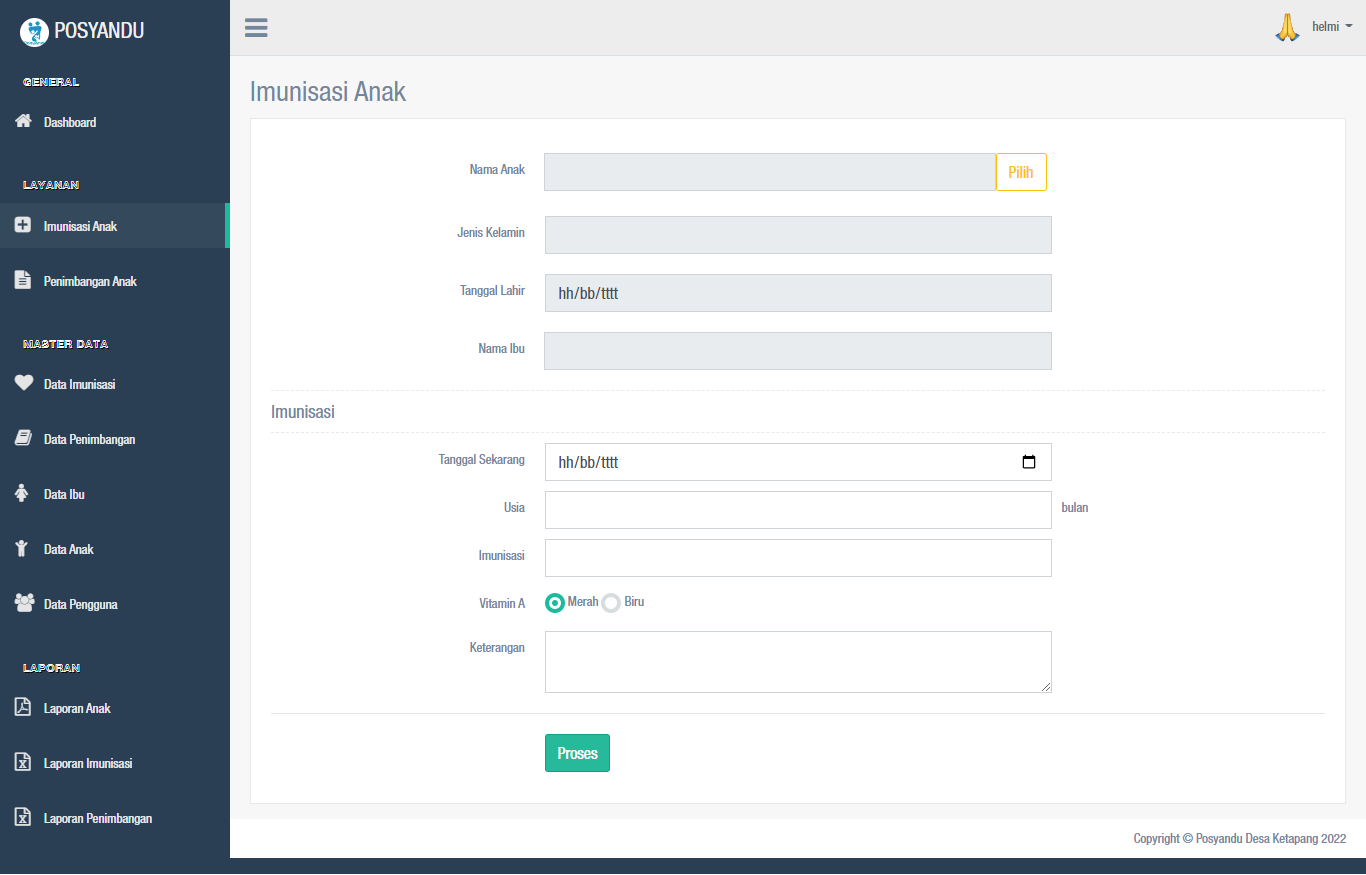 POSYANDU
helmi
GENERAL
Dashboard
LAYANAN
Imunisasi Anak
Penimbangan Anak
MASTER DATA
Data Imunisasi
Data Penimbangan
Data Ibu
Data Anak
Data Pengguna
LAPORAN
Laporan Anak
Laporan Imunisasi
Laporan Penimbangan
Imunisasi Anak
Nama Anak Pilih
Jenis Kelamin
Tanggal Lahir hh/bb/tttt
Nama Ibu
Imunisasi
Tanggal Sekarang hh/bb/tttt
Usia bulan
Imunisasi
Vitamin A Merah Biru
Keterangan
Proses
Copyright © Posyandu Desa Ketapang 2022